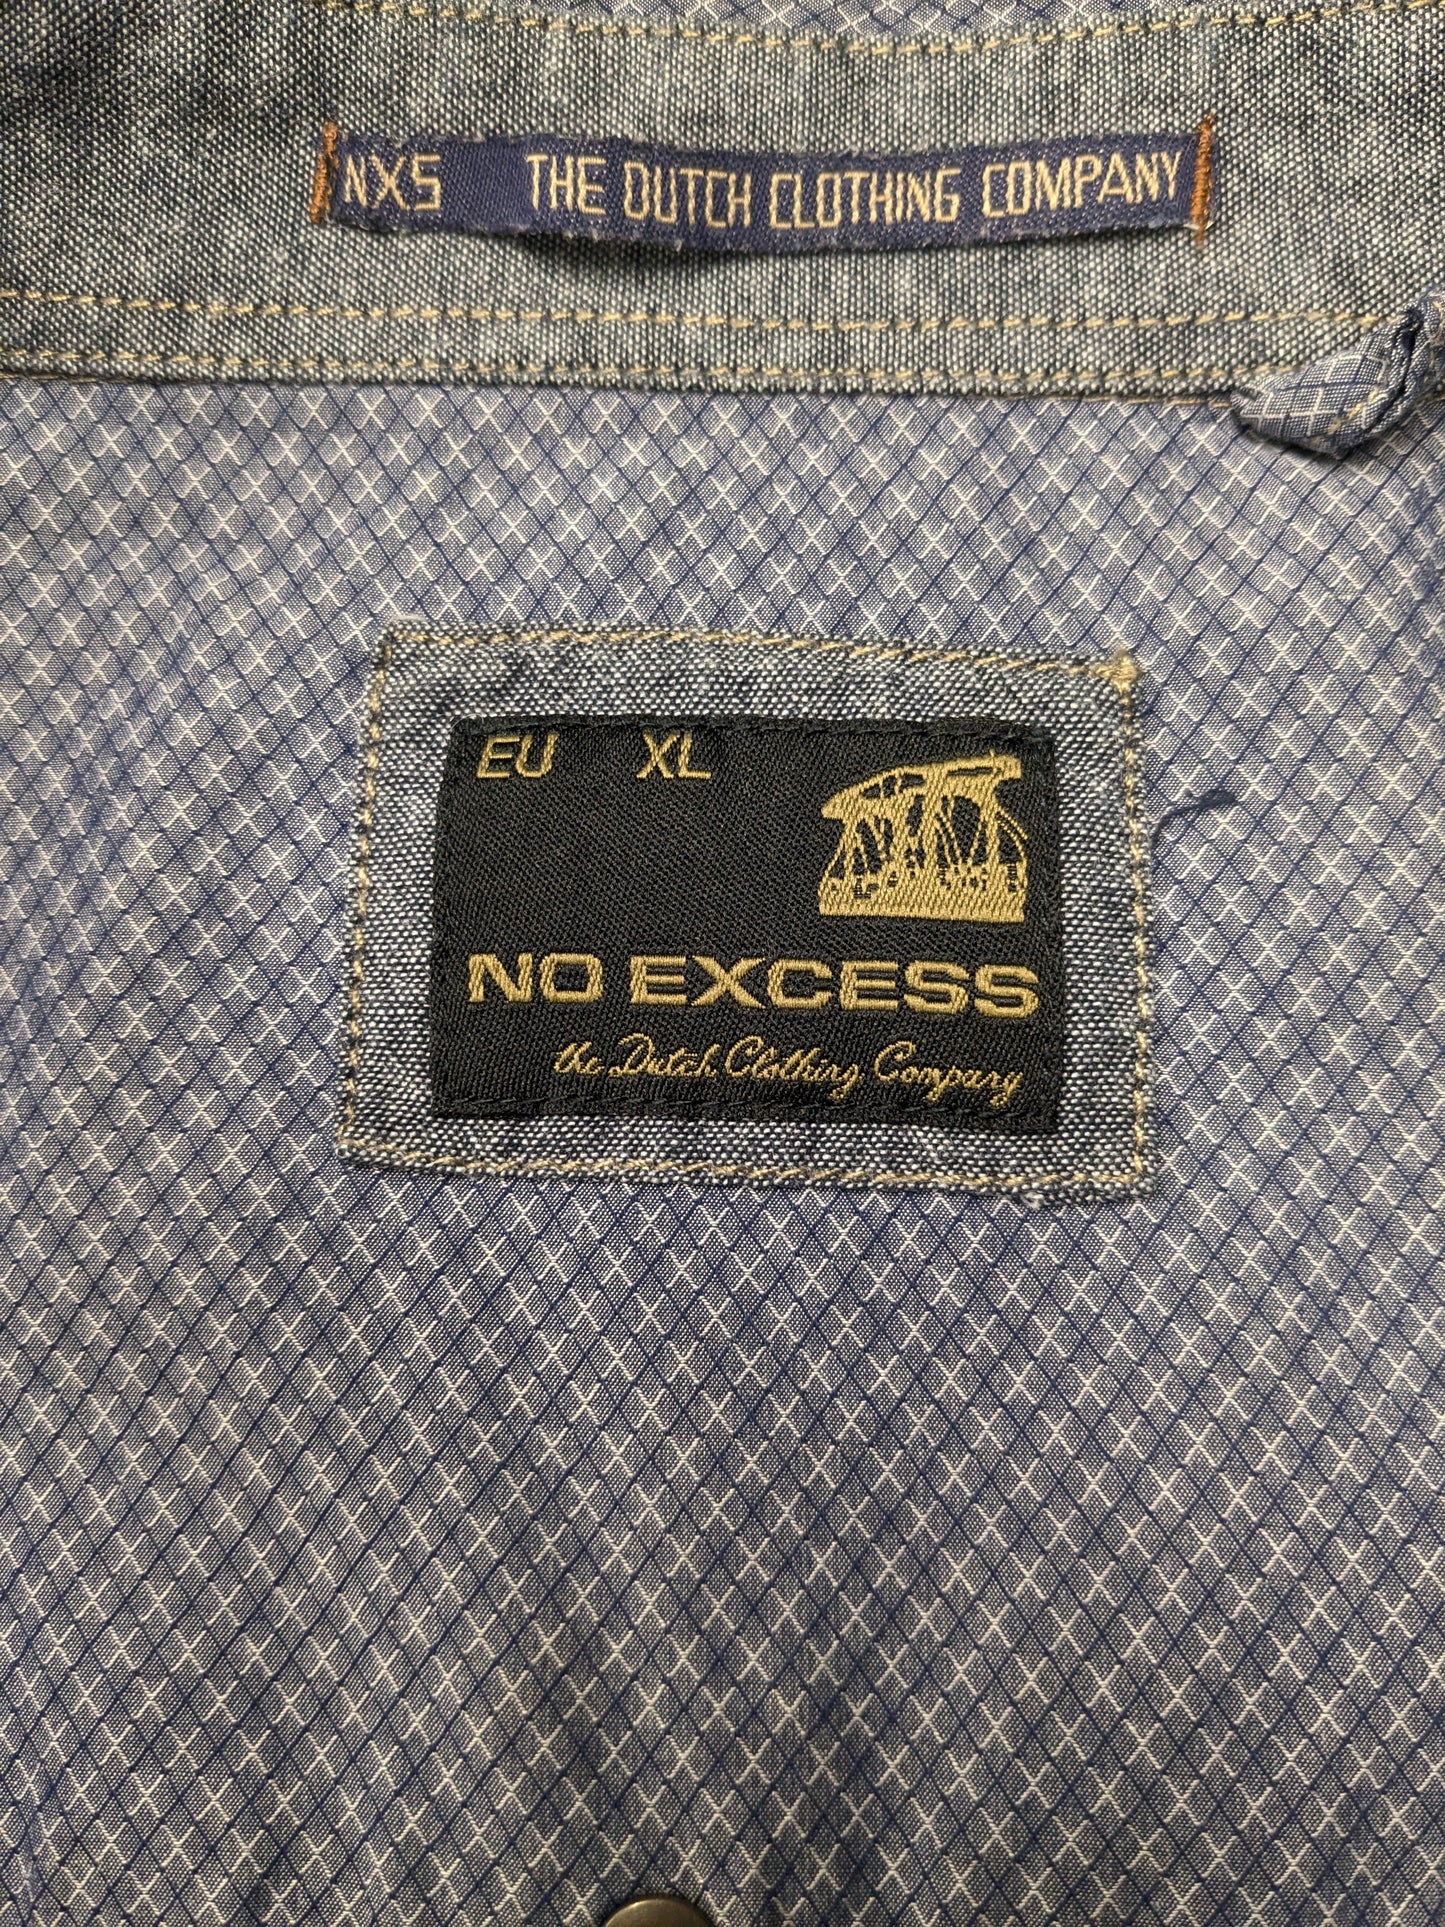 NXS THE DUTCH CLOTHING COMPANY
EU XL
NO EXCESS
the Dutch Clothing Company